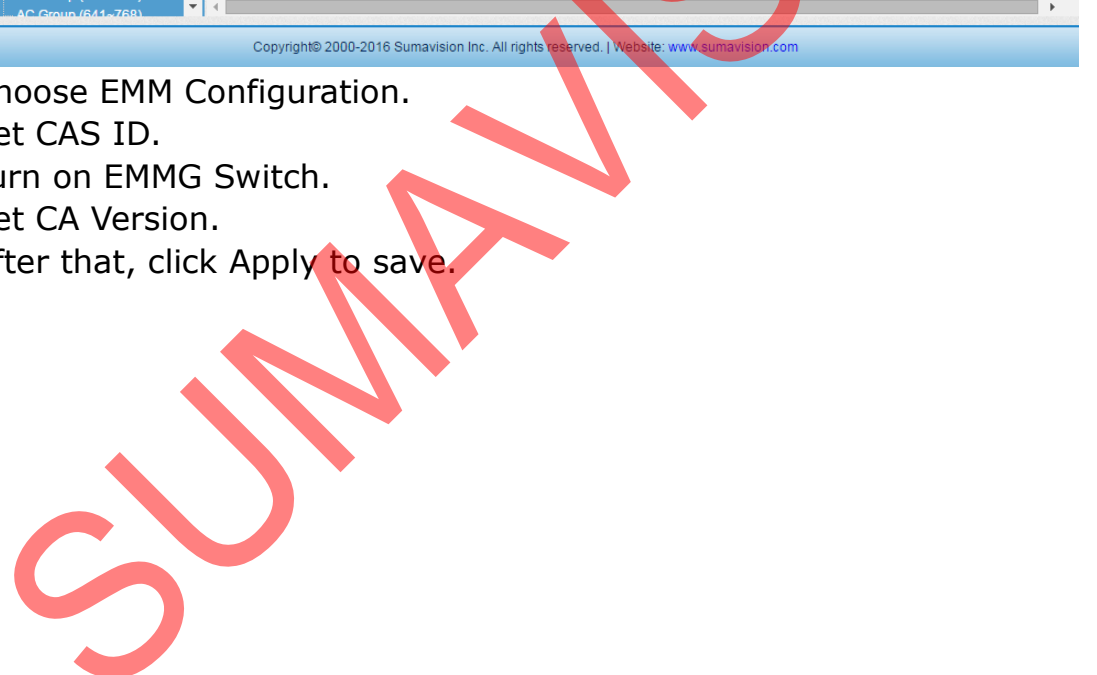 AC Group (641~768)
Copyright© 2000-2016 Sumavision Inc. All rights reserved. | Website: www.sumavision.com
hoose EMM Configuration.
et CAS ID.
urn on EMMG Switch.
et CA Version.
fter that, click Apply to save.
SUMAVIS